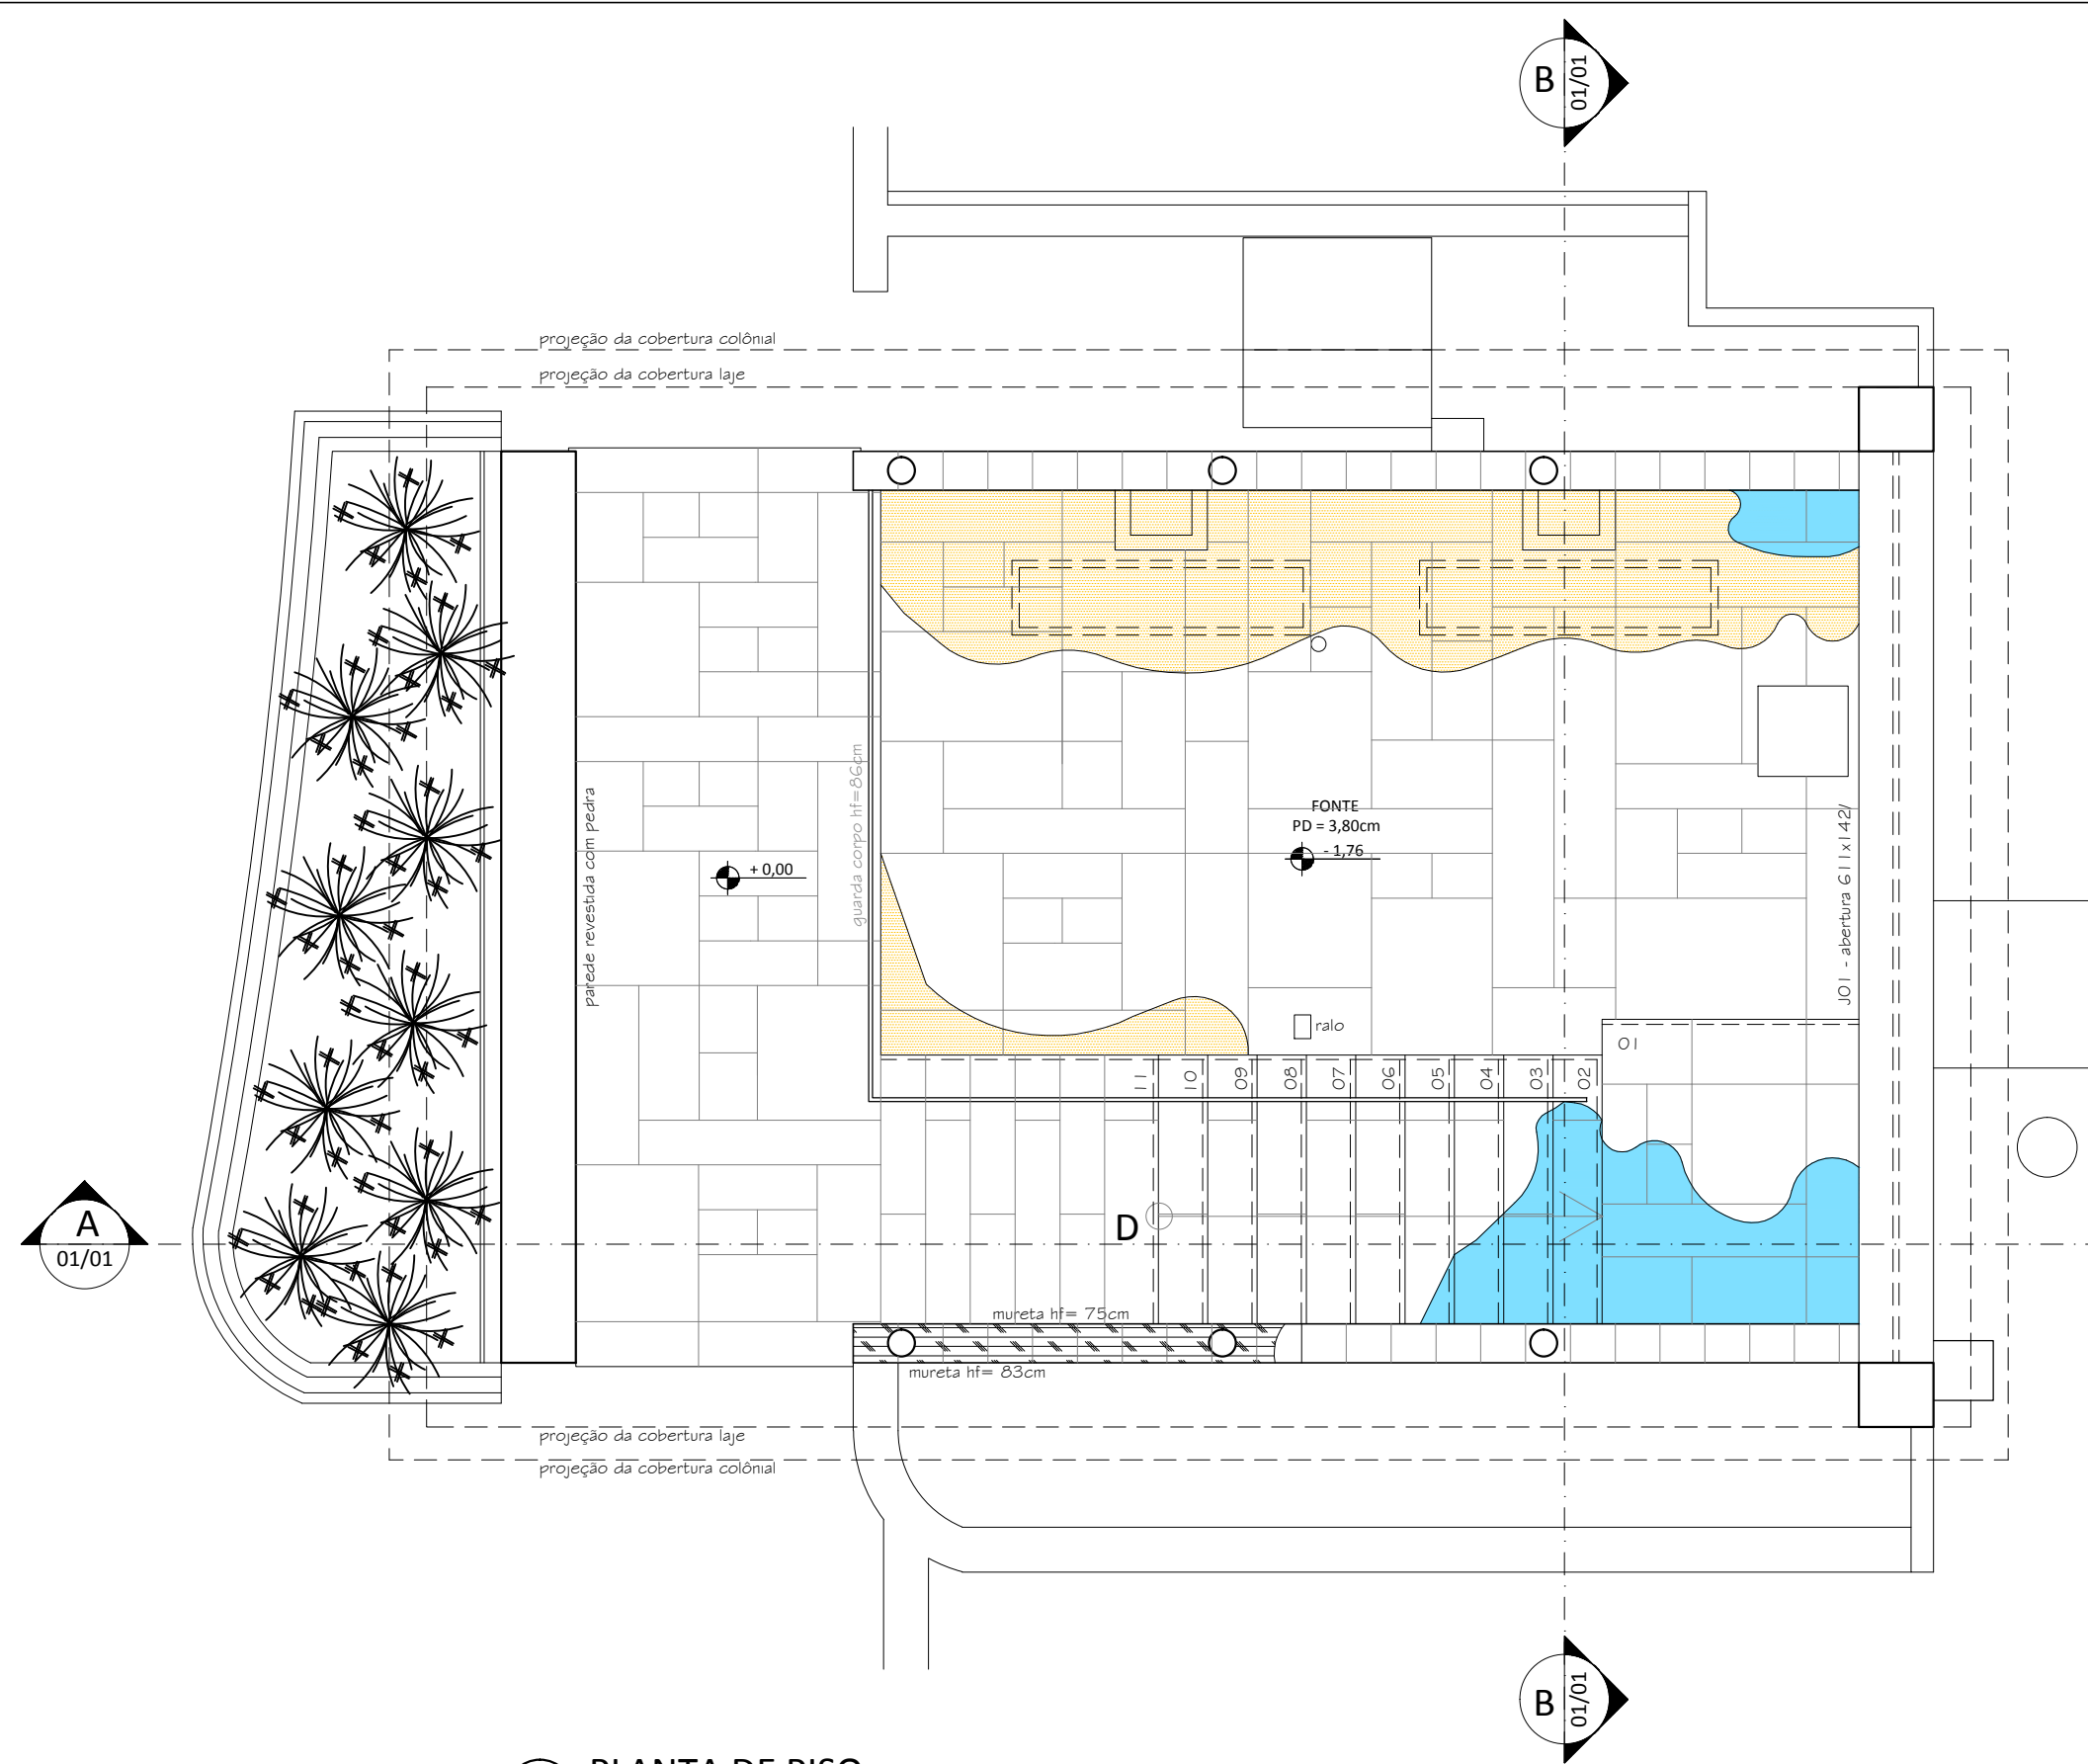 B
01/01
projeção da cobertura colônial
projeção da cobertura laje
guarda corpo hf=86cm
parede revestida com pedra
+ 0,00
FONTE
PD = 3,80cm
- 1,76
J01 - abertura 611x142/
ralo
01
11
10
09
08
07
06
05
04
03
02
A
01/01
D
mureta hf= 75cm
mureta hf= 83cm
projeção da cobertura laje
projeção da cobertura colônial
B
01/01
PLANTA DE PISO